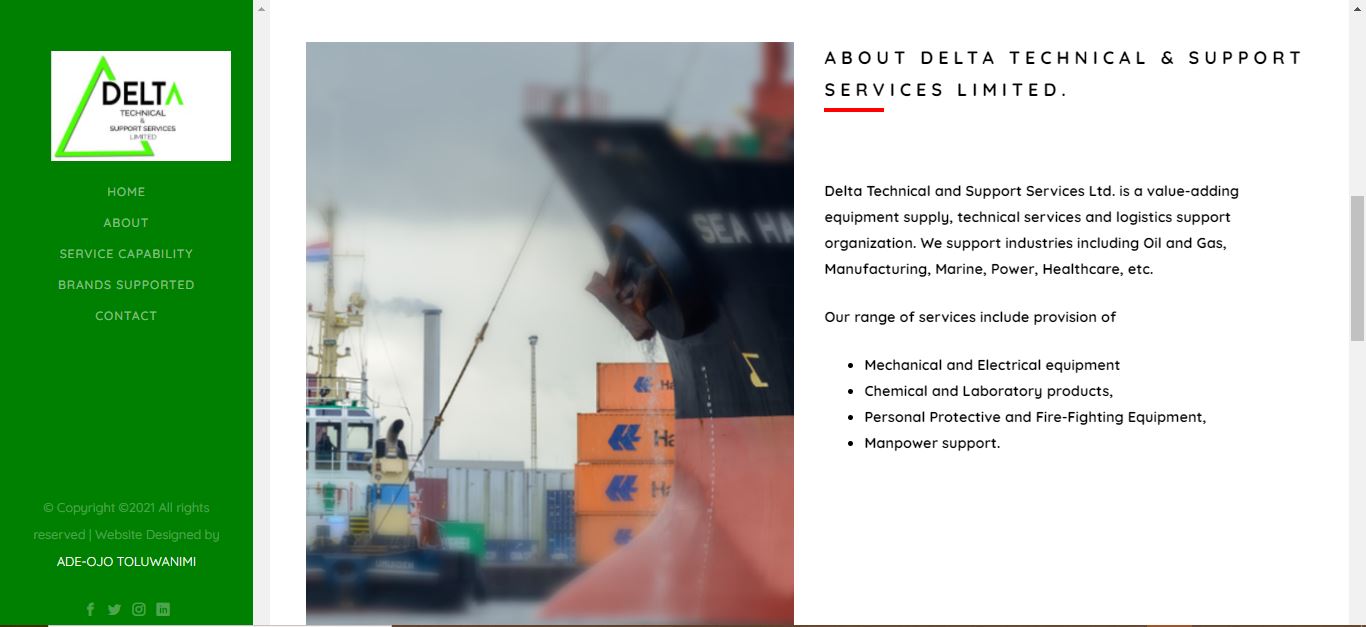 DELTA
TECHNICAL
&
SUPPORT SERVICES
LIMITED
HOME
ABOUT
SERVICE CAPABILITY
BRANDS SUPPORTED
CONTACT
© Copyright ©2021 All rights
reserved | Website Designed by
ADE-OJO TOLUWANIMI
SEA HA
Ha
Ha
Ha
ABOUT DELTA TECHNICAL & SUPPORT
SERVICES LIMITED.
Delta Technical and Support Services Ltd. is a value-adding
equipment supply, technical services and logistics support
organization. We support industries including Oil and Gas,
Manufacturing, Marine, Power, Healthcare, etc.
Our range of services include provision of
Mechanical and Electrical equipment
Chemical and Laboratory products,
Personal Protective and Fire-Fighting Equipment,
Manpower support.